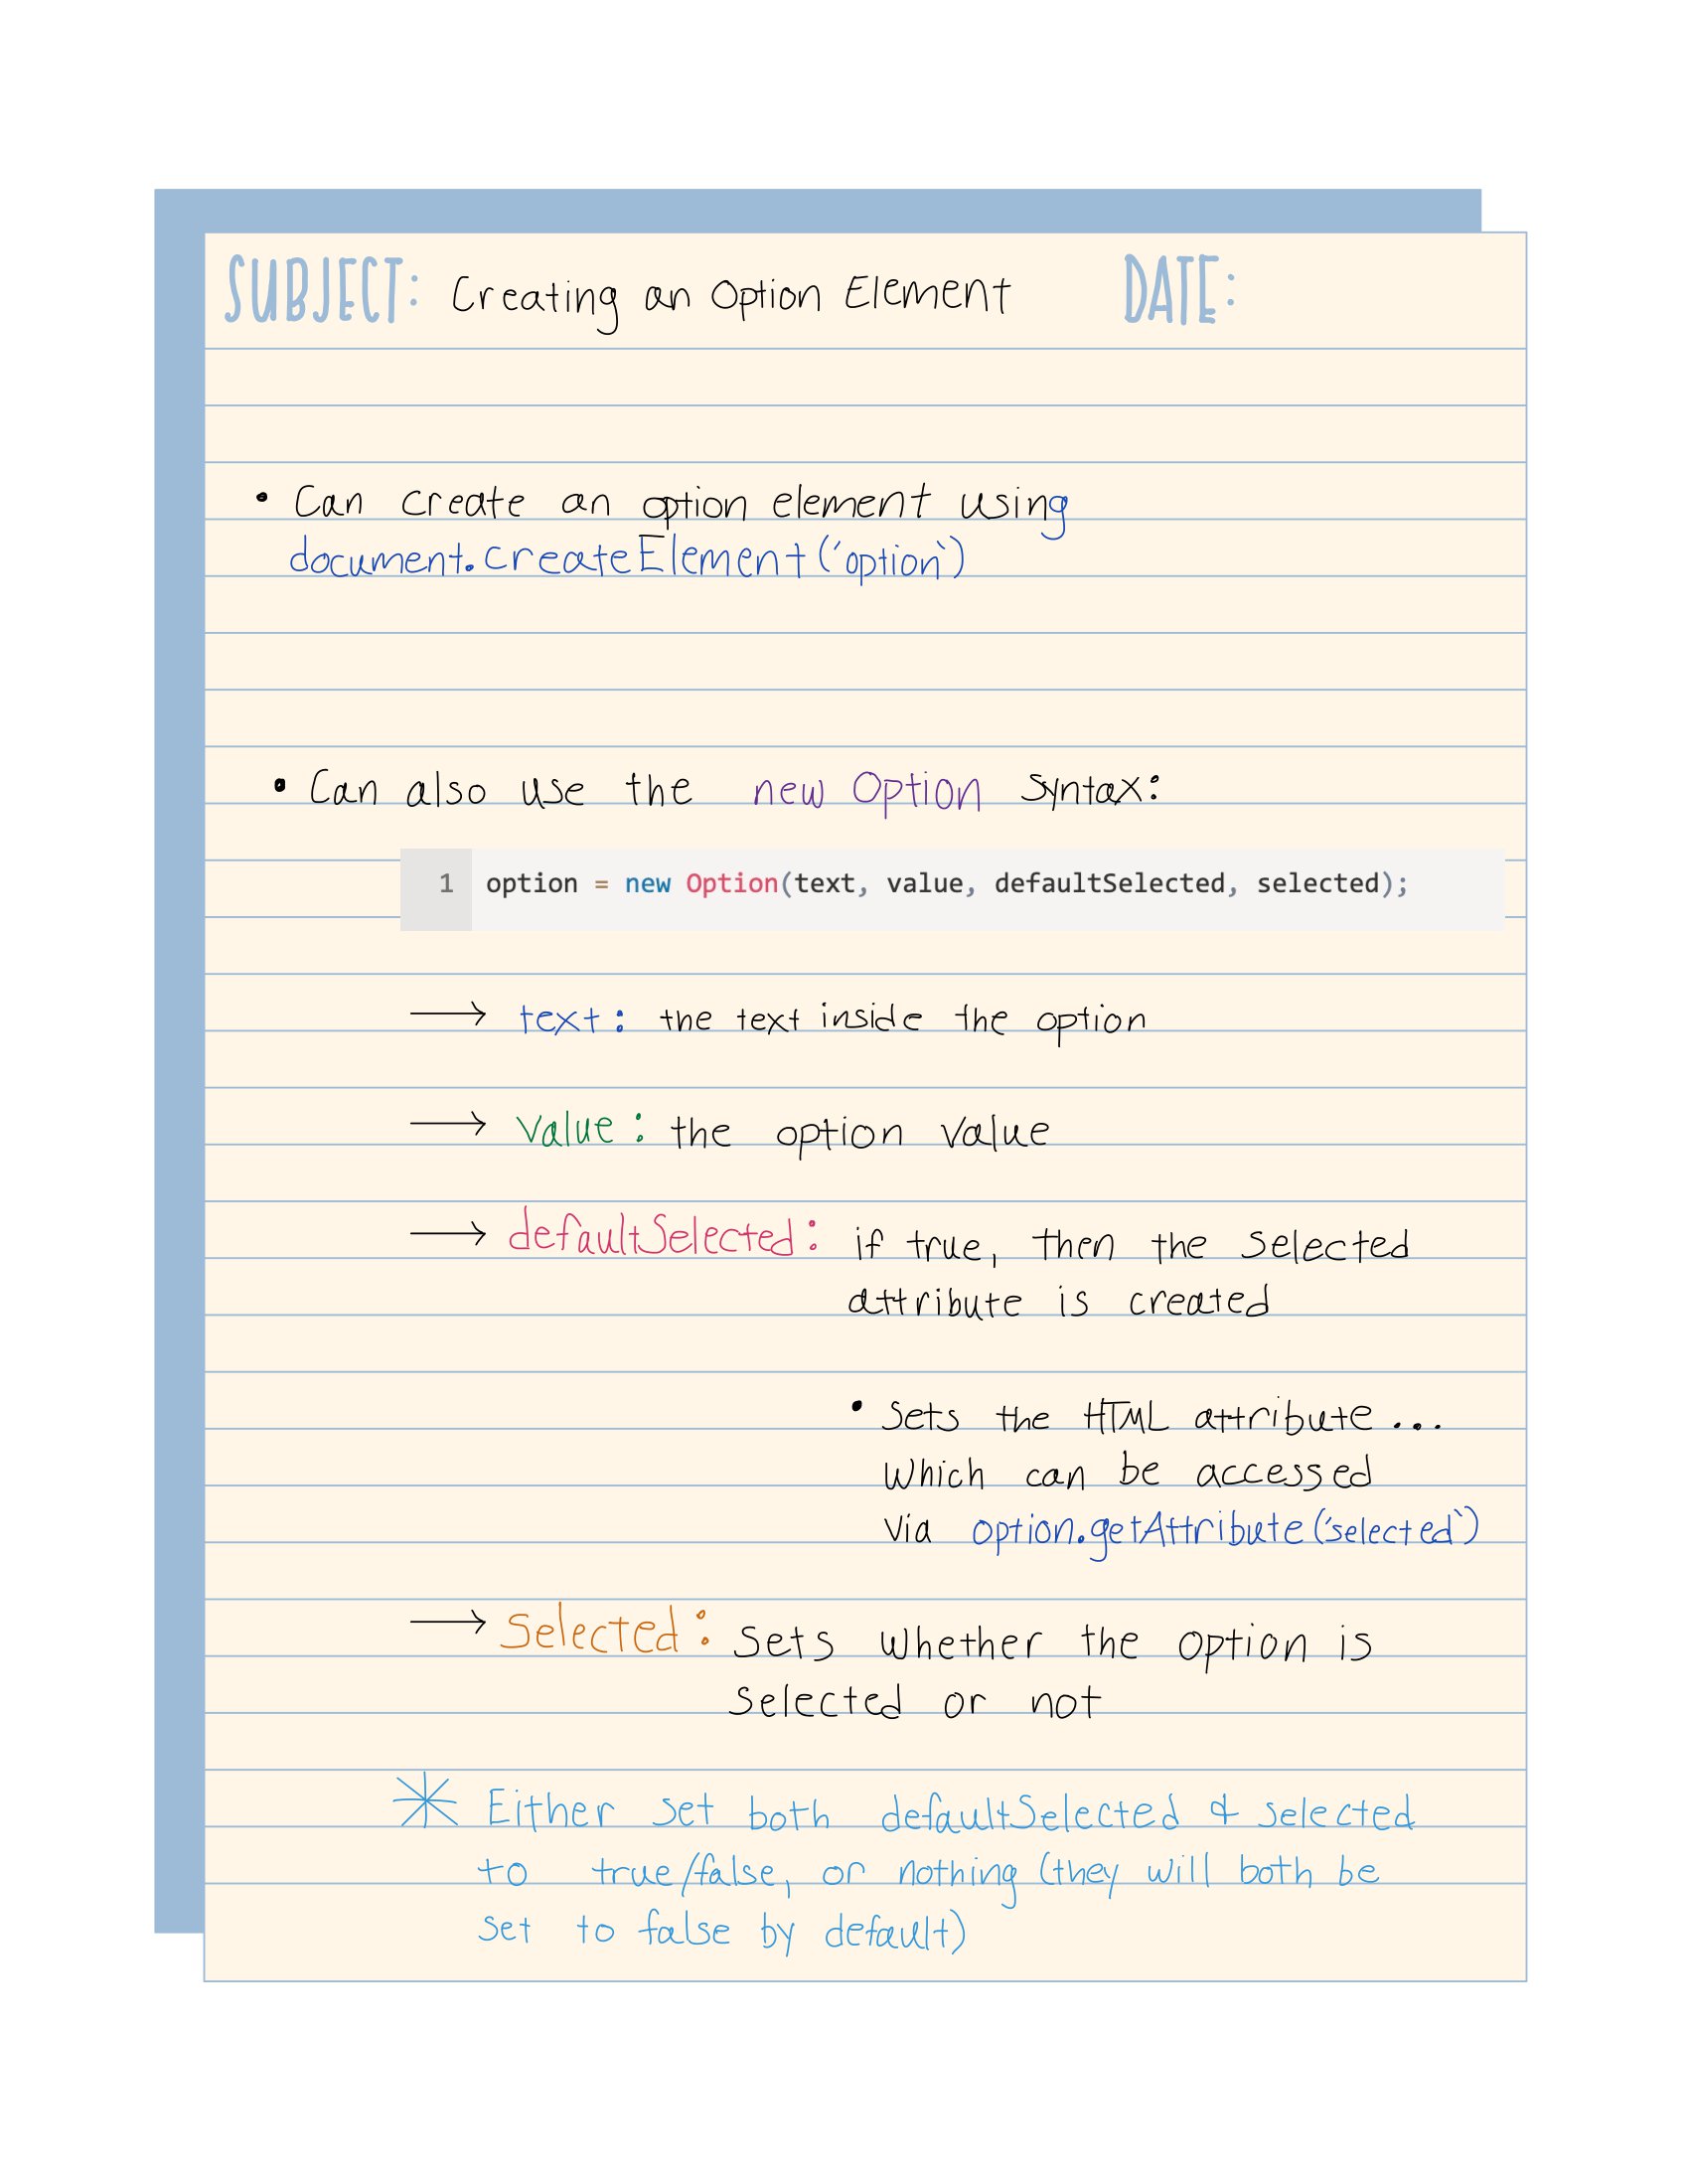 SUBJECT: Creating an Option Element DATE:
• Can create an option element using
document.createElement('option`)
• Can also use the new Option syntax:
1 option = new Option(text, value, defaultSelected, selected);
→ text: the text inside the option
→ value: the option value
→ defaultSelected: if true, then the selected
attribute is created
• sets the HTML attribute...
which can be accessed
via option.getAttribute('selected`)
→ selected: sets whether the option is
selected or not
* Either set both defaultSelected & selected
to true/false, or nothing (they will both be
set to false by default)